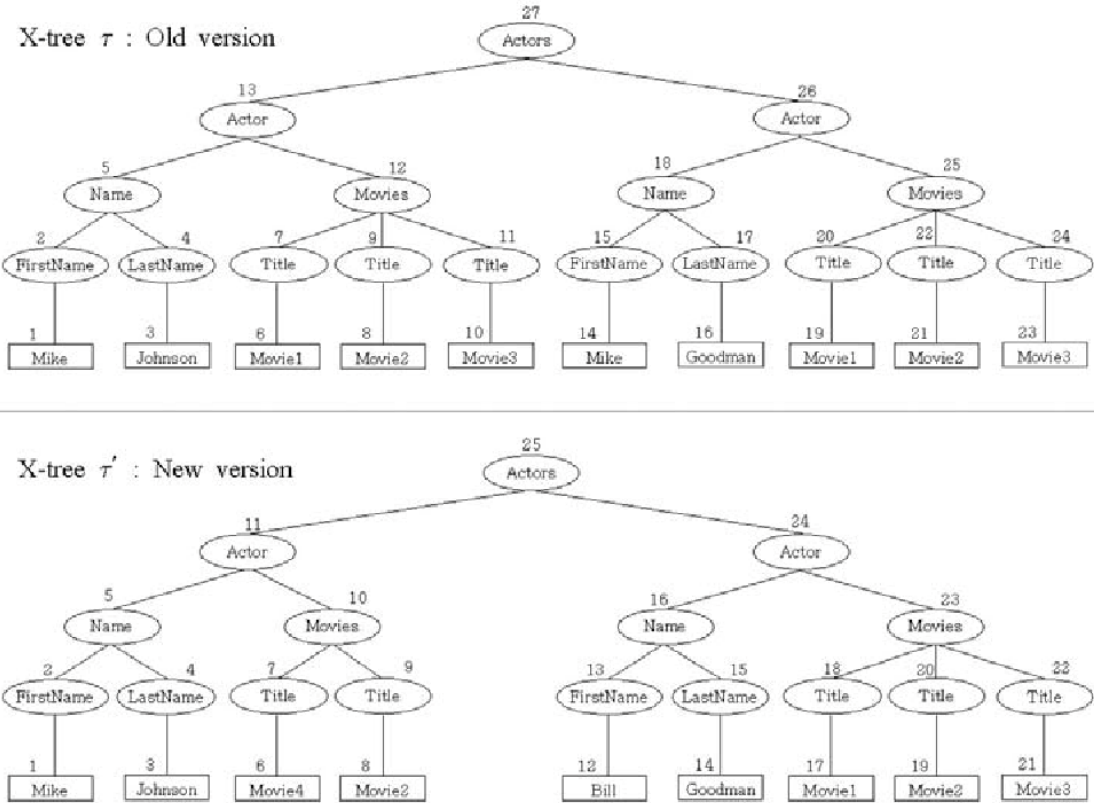 27
X-tree τ : Old version
Actors
13 26
Actor Actor
5 12 18 25
Name Movies Name Movies
2 4 7 9 11 15 17 20 22 24
FirstName LastName Title Title Title FirstName LastName Title Title Title
1 3 6 8 10 14 16 19 21 23
Mike Johnson Movie1 Movie2 Movie3 Mike Goodman Movie1 Movie2 Movie3
25
X-tree τ′ : New version
Actors
11 24
Actor Actor
5 10 16 23
Name Movies Name Movies
2 4 7 9 13 15 18 20 22
FirstName LastName Title Title FirstName LastName Title Title Title
1 3 6 8 12 14 17 19 21
Mike Johnson Movie4 Movie2 Bill Goodman Movie1 Movie2 Movie3